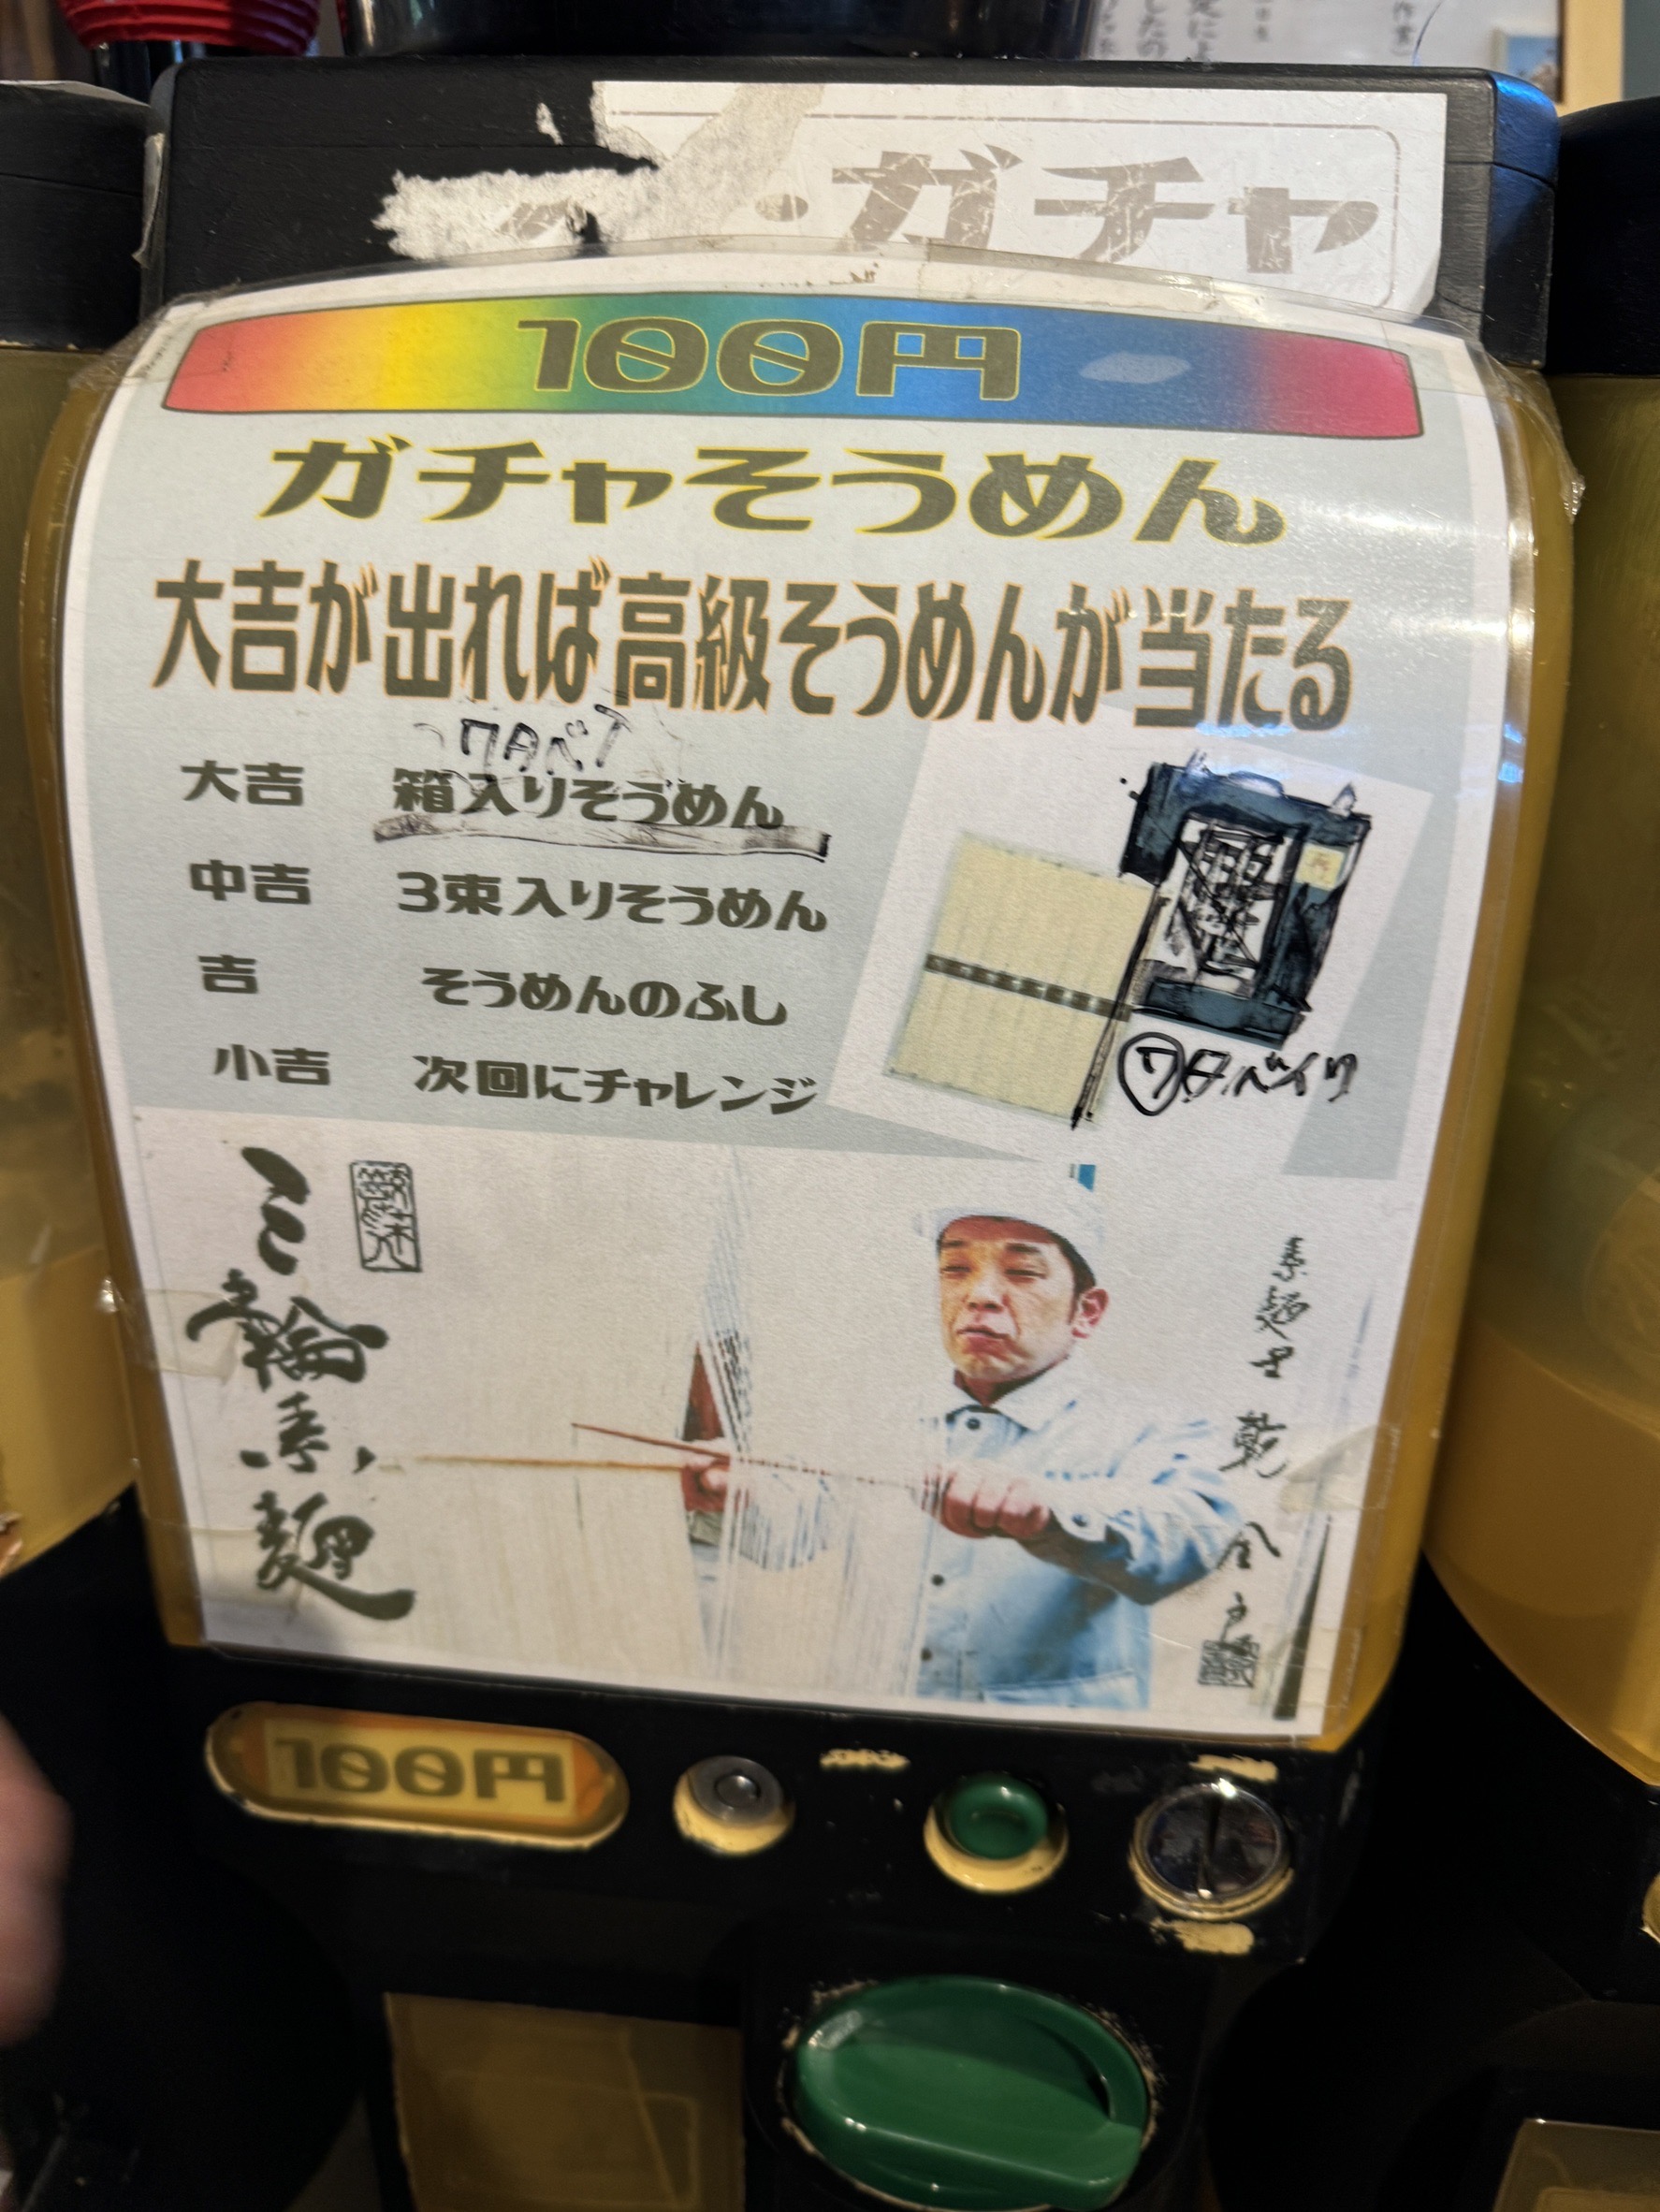 ガチャ
100円
ガチャそうめん
大吉が出れば高級そうめんが当たる
大吉 箱入りそうめん
中吉 3束入りそうめん
吉 そうめんのふし
小吉 次回にチャレンジ
三輪素麺
100円